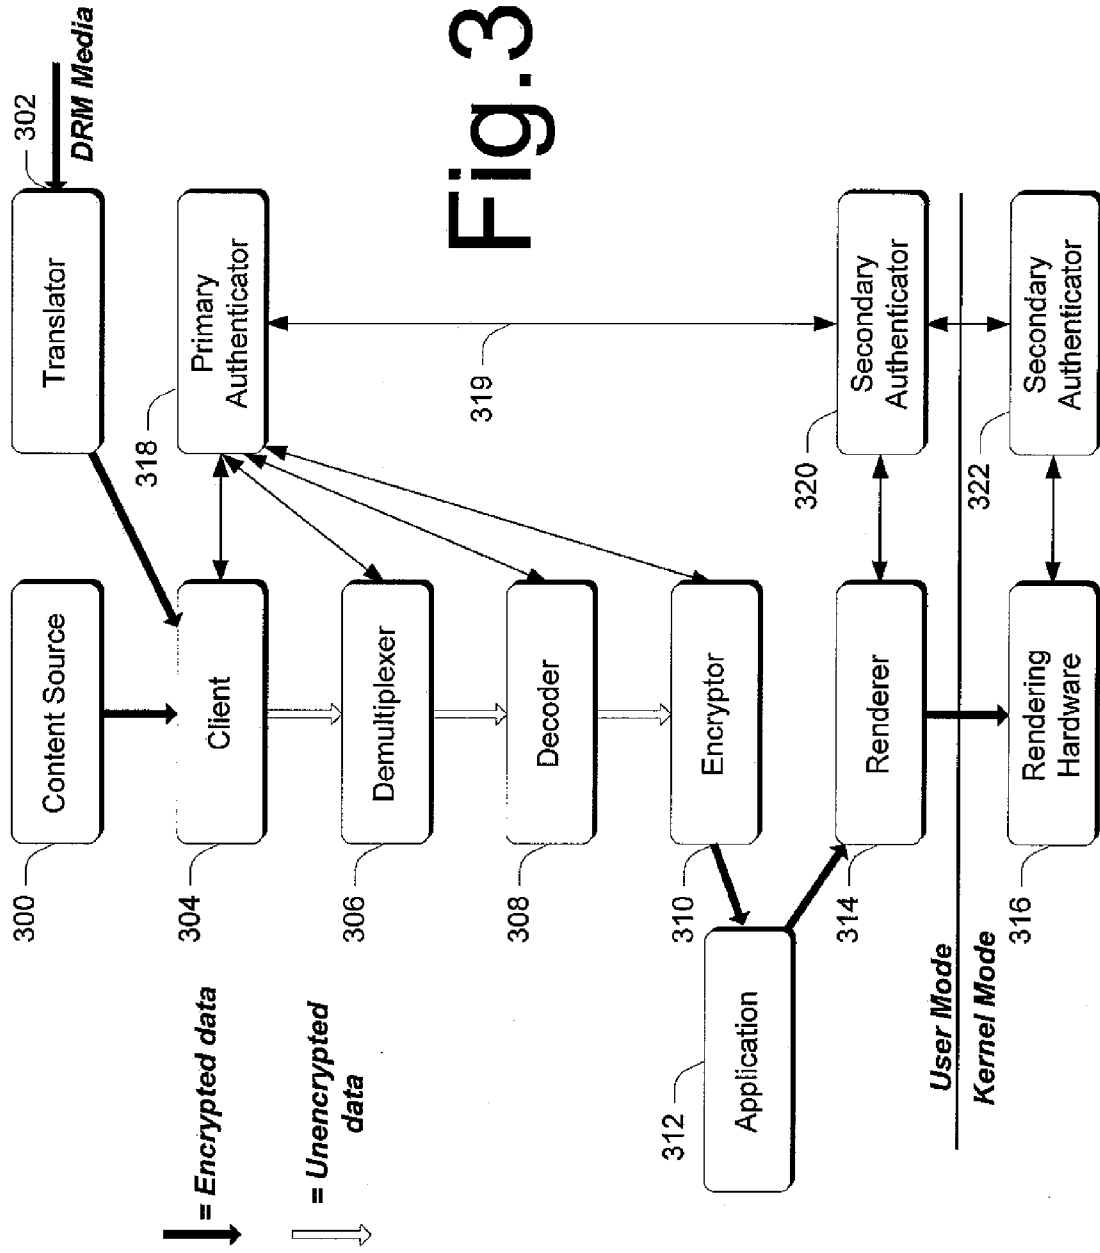 302
DRM Media
Translator
Content Source
300
318
Primary
Authenticator
Client
304
319
Demultiplexer
306
Decoder
308
Encryptor
310
Application
312
320
Secondary
Authenticator
Renderer
314
User Mode
Kernel Mode
322
Secondary
Authenticator
Rendering
Hardware
316
= Encrypted data
= Unencrypted
data
Fig.3